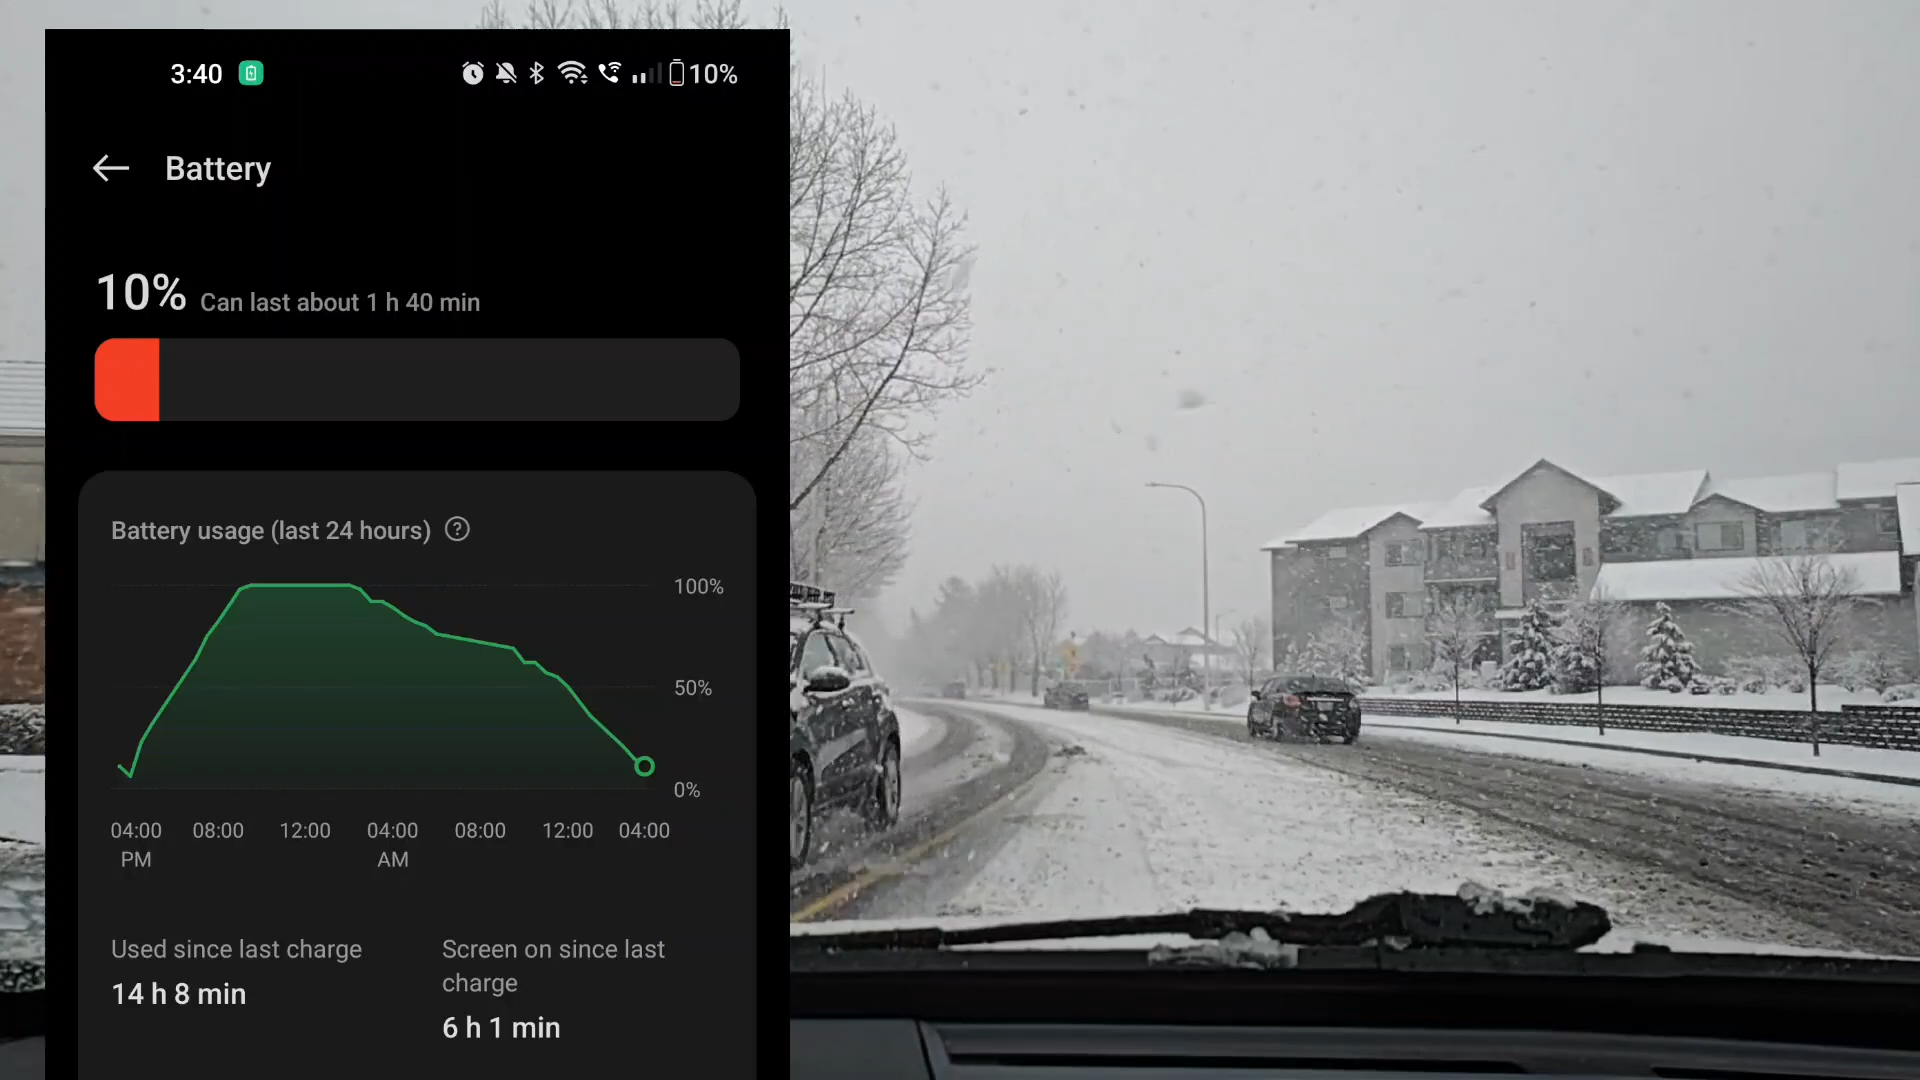 3:40 10%
Battery
10% Can last about 1 h 40 min
Battery usage (last 24 hours) ?
100%
50%
0%
04:00 08:00 12:00 04:00 08:00 12:00 04:00
PM AM
Used since last charge
14 h 8 min
Screen on since last
charge
6 h 1 min